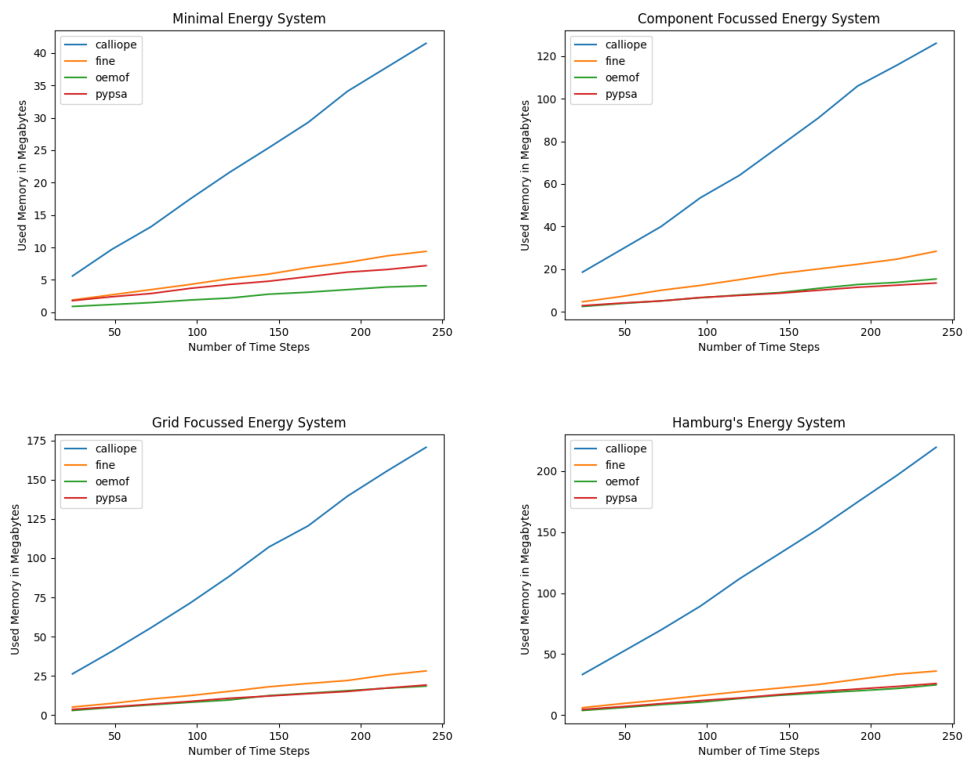 Minimal Energy System
Used Memory in Megabytes
40
35
30
25
20
15
10
5
0
calliope
fine
oemof
pypsa
50 100 150 200 250
Number of Time Steps
Component Focussed Energy System
Used Memory in Megabytes
120
100
80
60
40
20
0
calliope
fine
oemof
pypsa
50 100 150 200 250
Number of Time Steps
Grid Focussed Energy System
Used Memory in Megabytes
175
150
125
100
75
50
25
0
calliope
fine
oemof
pypsa
50 100 150 200 250
Number of Time Steps
Hamburg's Energy System
Used Memory in Megabytes
200
150
100
50
0
calliope
fine
oemof
pypsa
50 100 150 200 250
Number of Time Steps